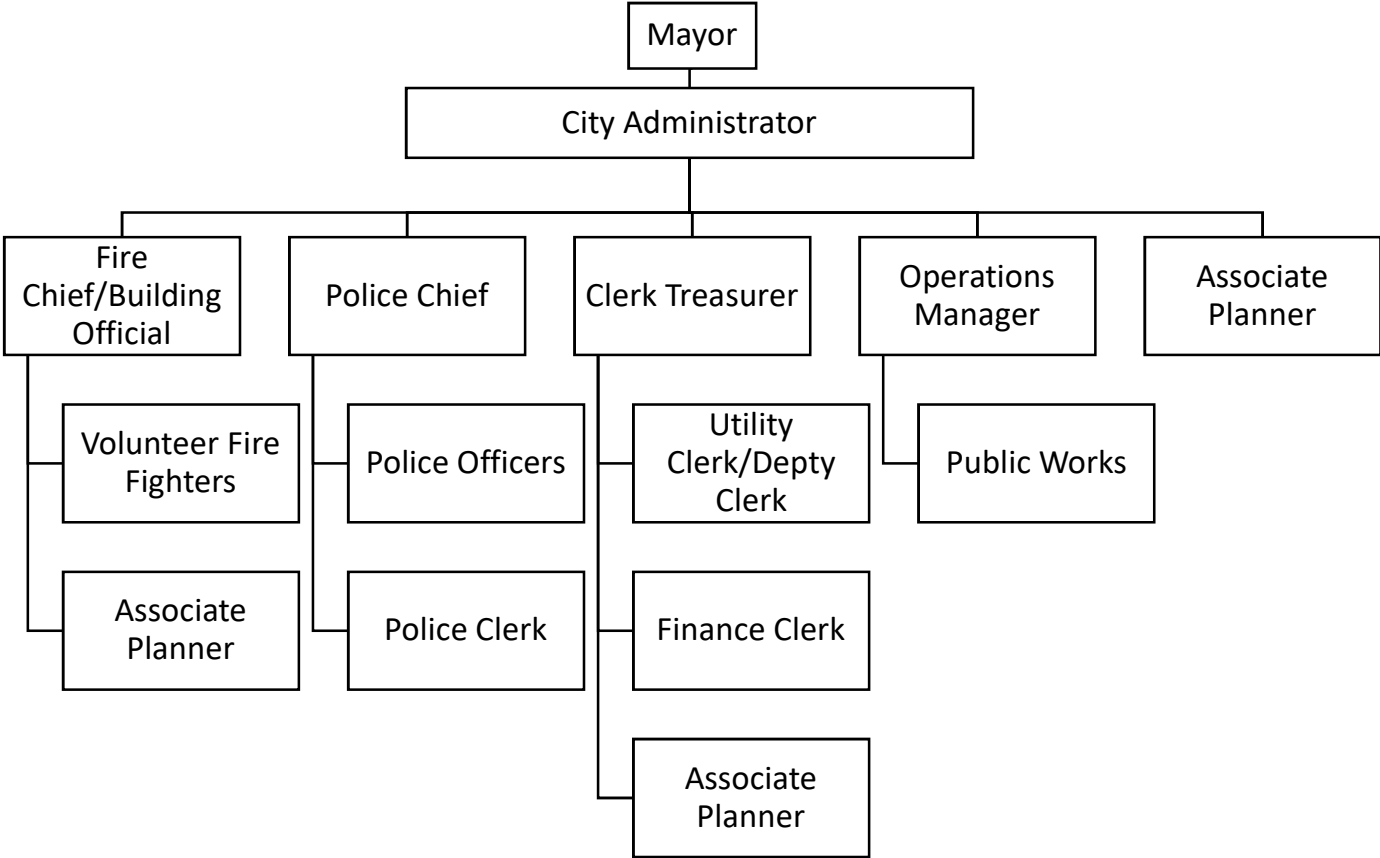 Mayor
City Administrator
Fire
Chief/Building
Official
Police Chief
Clerk Treasurer
Operations
Manager
Associate
Planner
Volunteer Fire
Fighters
Police Officers
Utility
Clerk/Depty
Clerk
Public Works
Associate
Planner
Police Clerk
Finance Clerk
Associate
Planner